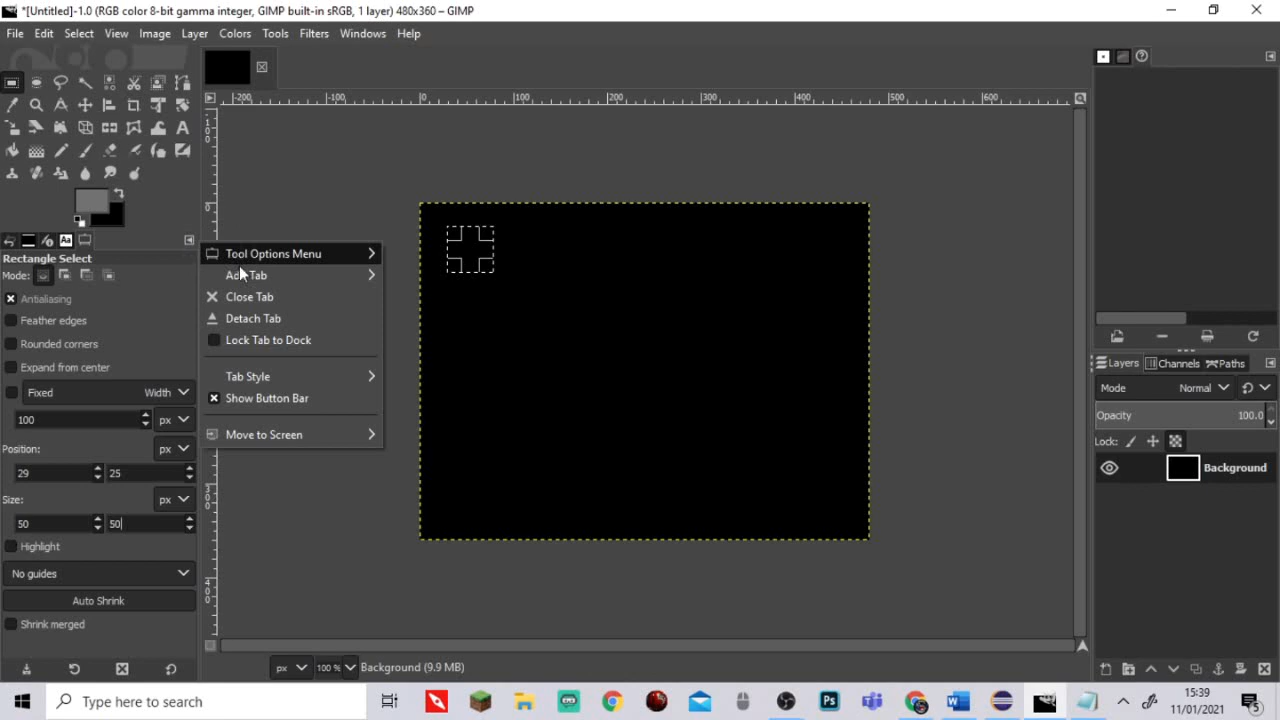 *[Untitled]-1.0 (RGB color 8-bit gamma integer, GIMP built-in sRGB, 1 layer) 480x360 – GIMP
File Edit Select View Image Layer Colors Tools Filters Windows Help
-200 -100 0 100 200 300 400 500 600
-100
0
300
400
Rectangle Select
Mode:
Antialiasing
Feather edges
Rounded corners
Expand from center
Fixed Width
100 px
Position: px
29 25
Size: px
50 50
Highlight
No guides
Auto Shrink
Shrink merged
Tool Options Menu
Add Tab
Close Tab
Detach Tab
Lock Tab to Dock
Tab Style
Show Button Bar
Move to Screen
Layers Channels Paths
Mode Normal
Opacity 100.0
Lock:
Background
px 100 % Background (9.9 MB)
Type here to search
15:39
11/01/2021
5